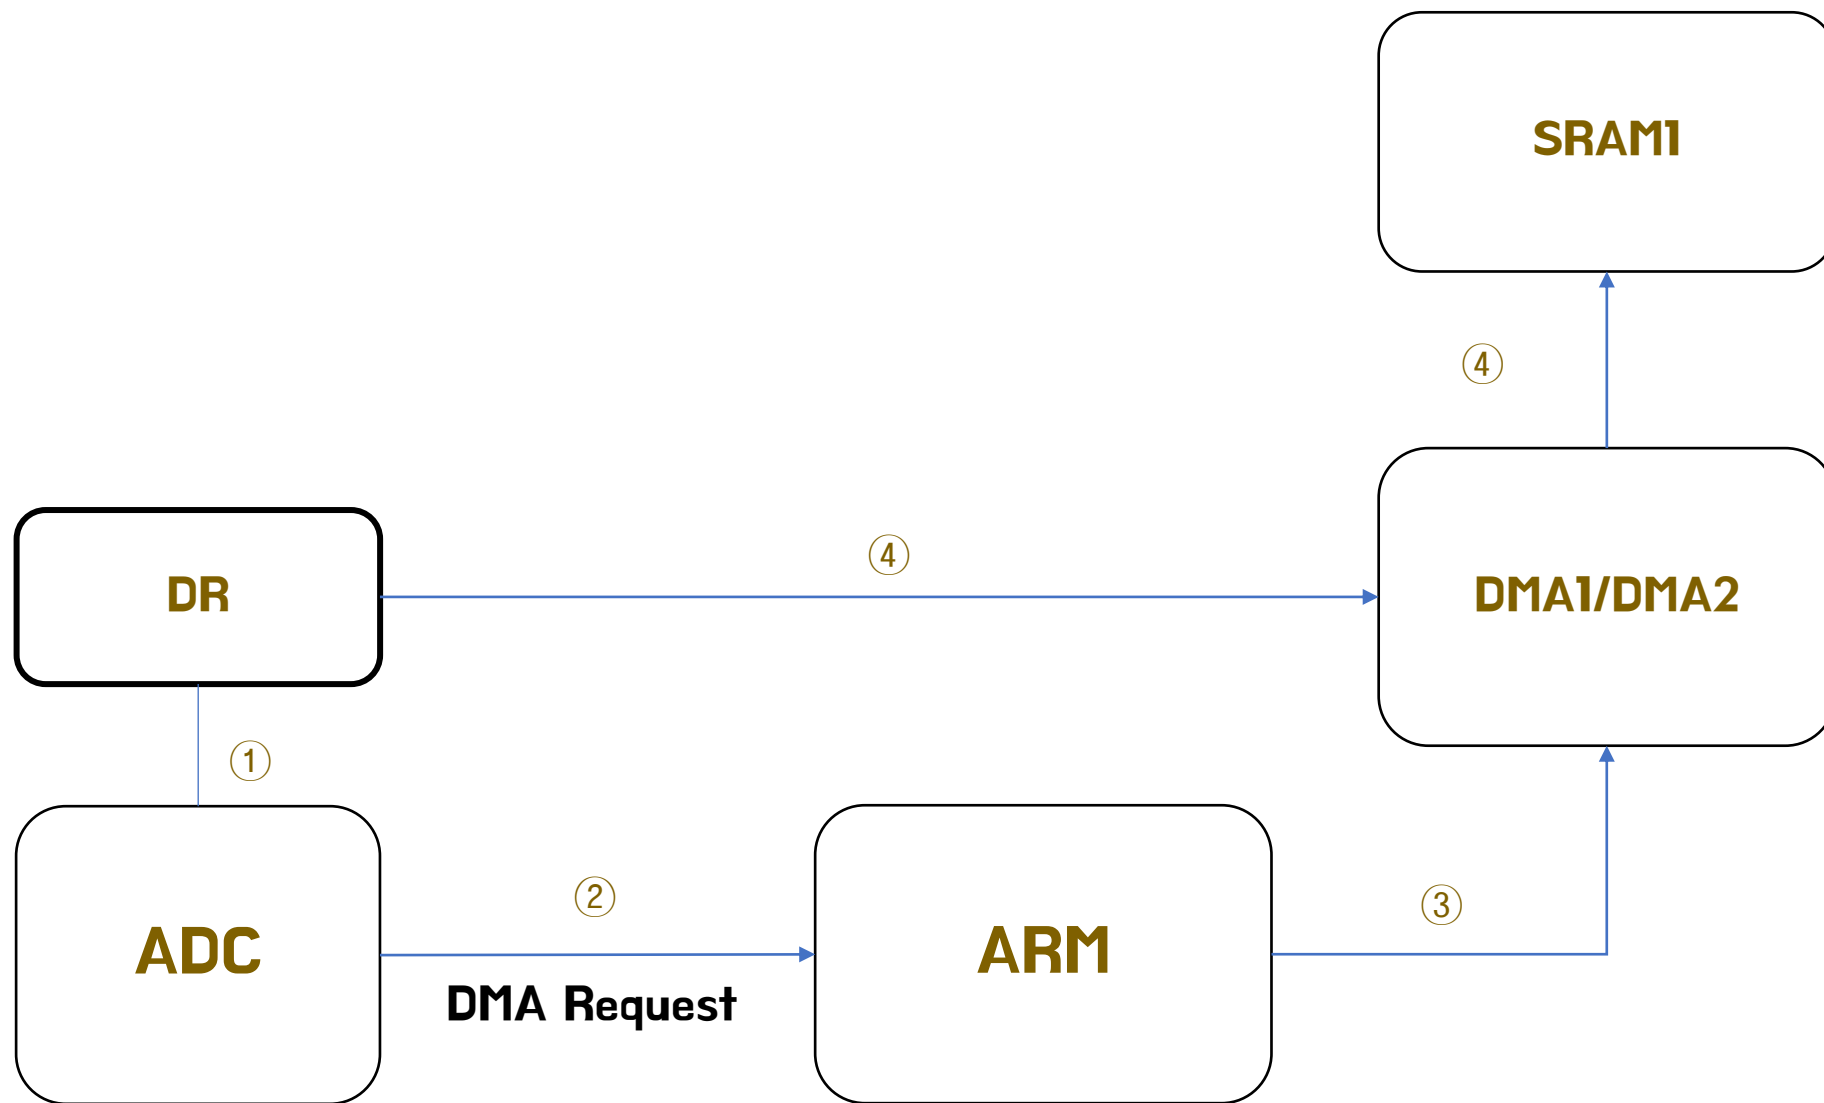 SRAM1
④
④
DR
DMA1/DMA2
①
②
③
ADC
ARM
DMA Request